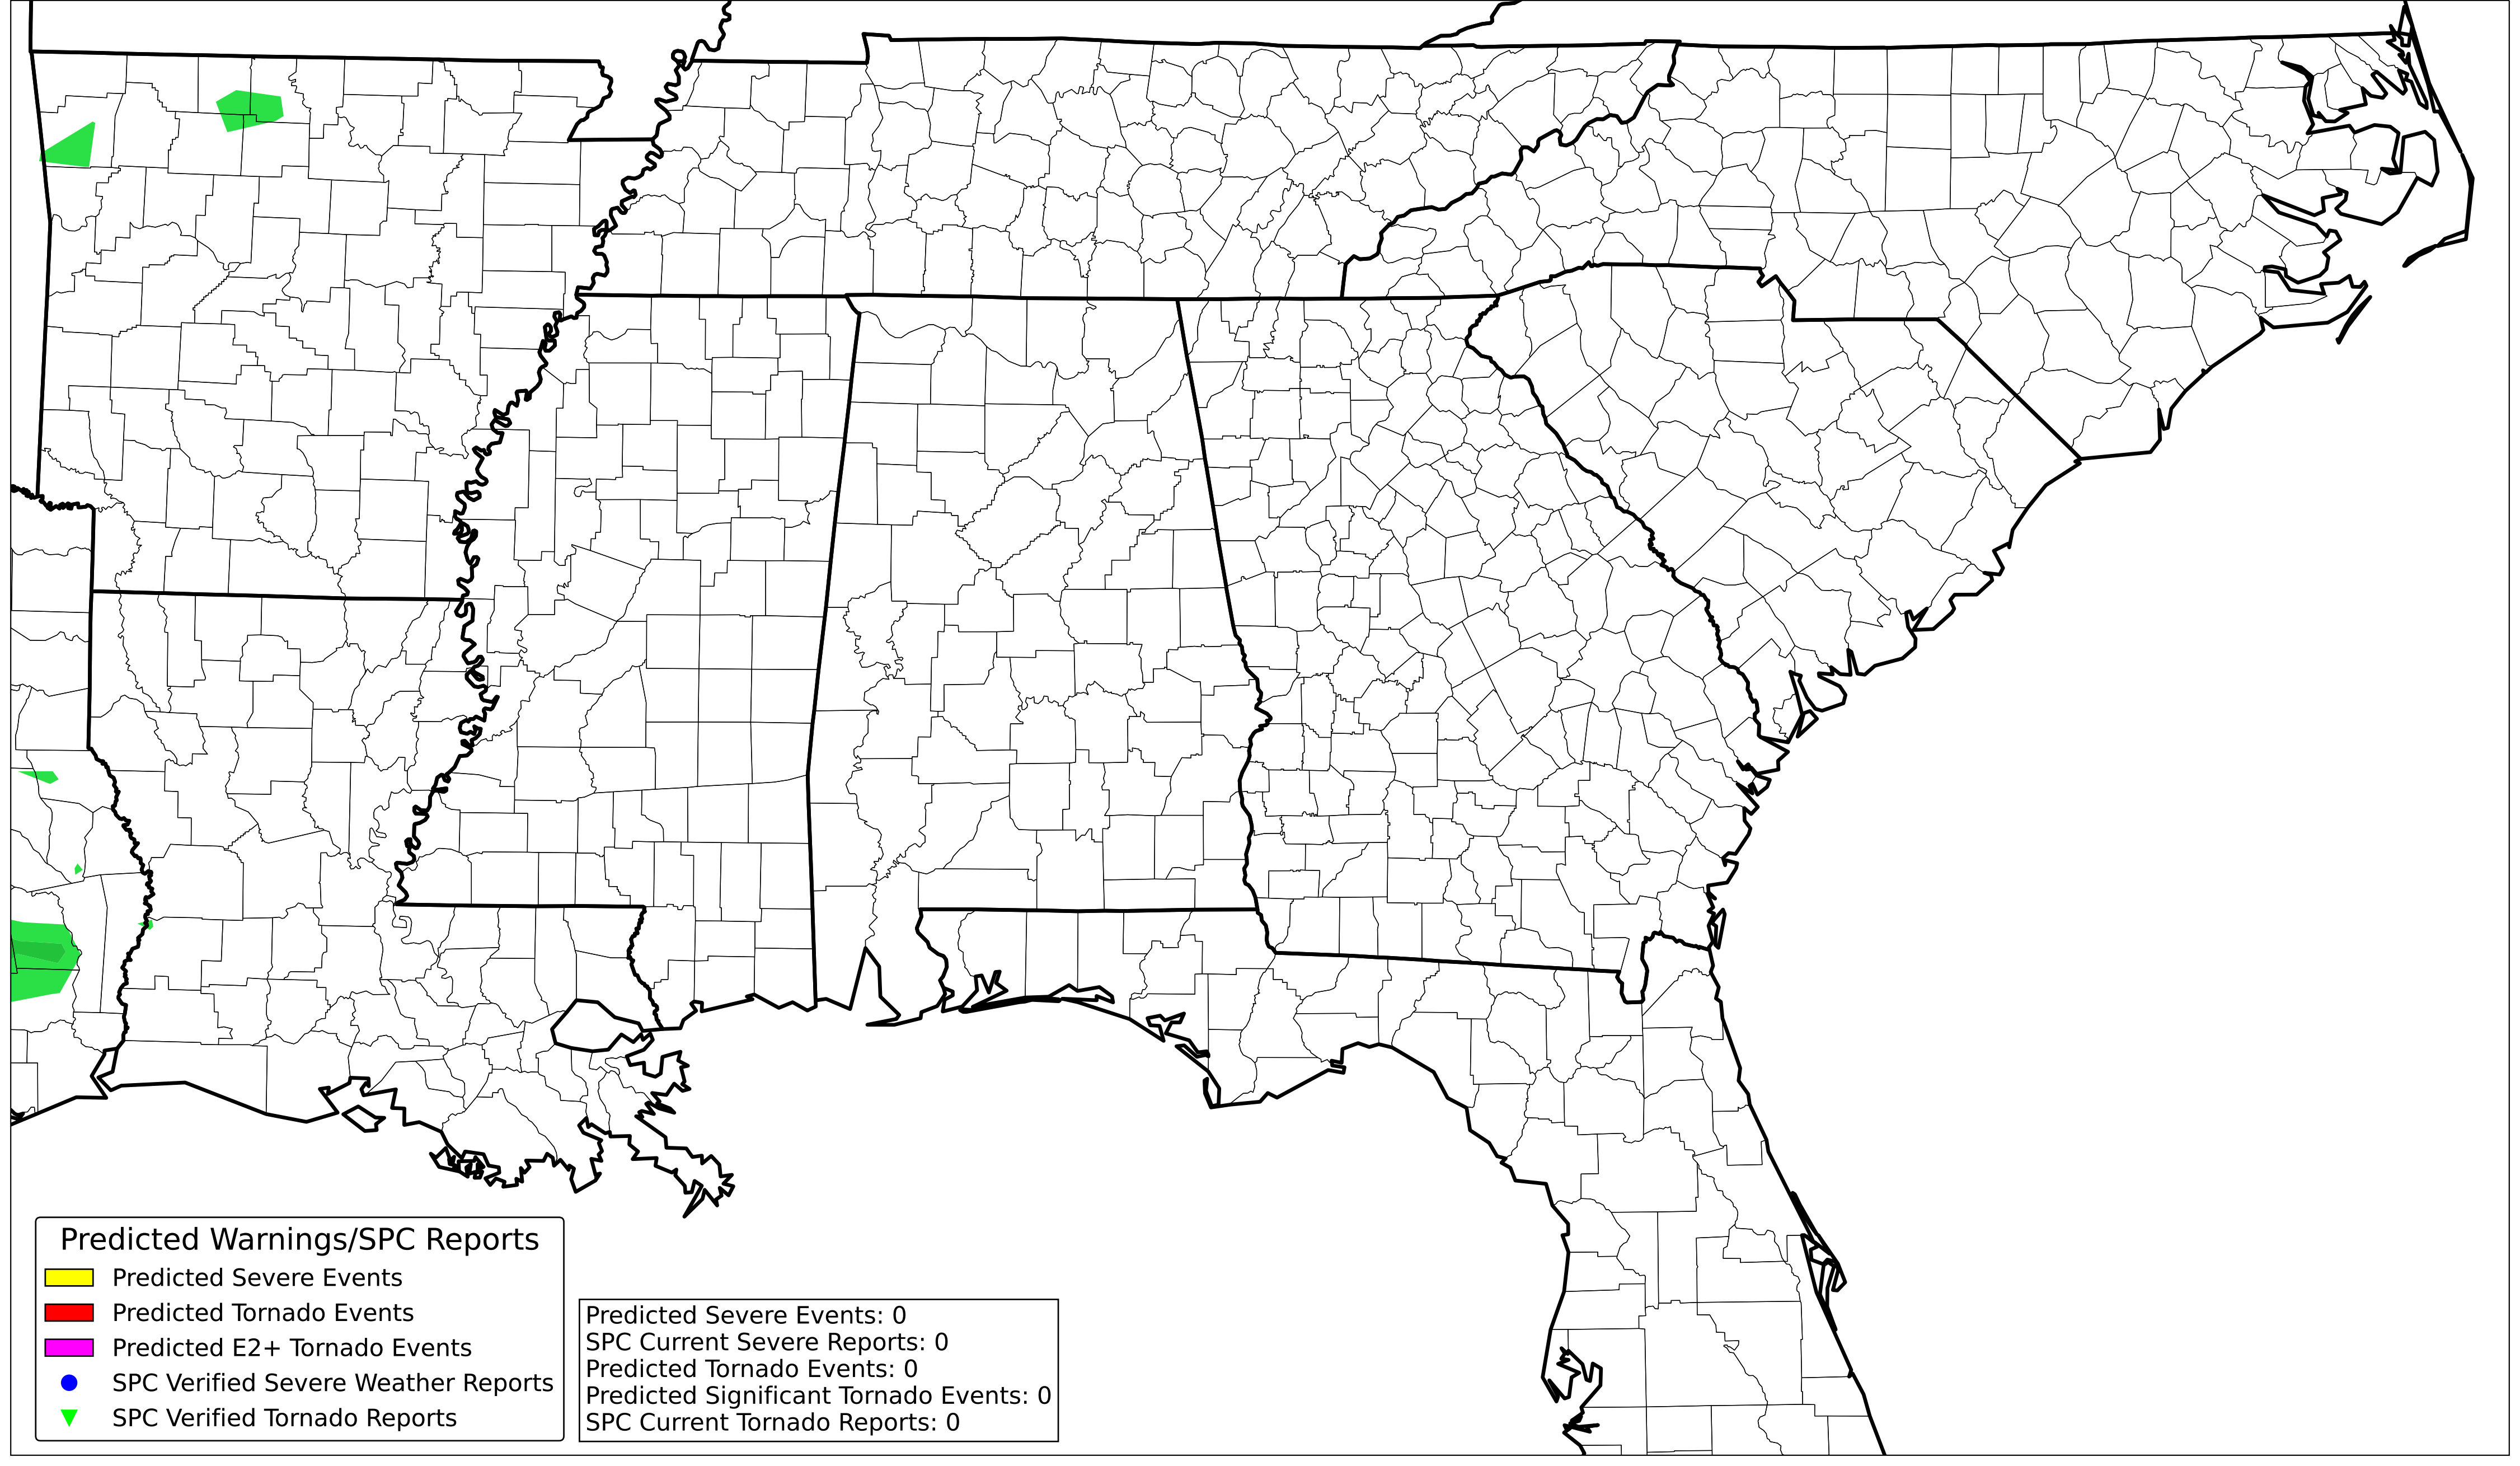 Predicted Warnings/SPC Reports
Predicted Severe Events
Predicted Tornado Events
Predicted E2+ Tornado Events
SPC Verified Severe Weather Reports
SPC Verified Tornado Reports
Predicted Severe Events: 0
SPC Current Severe Reports: 0
Predicted Tornado Events: 0
Predicted Significant Tornado Events: 0
SPC Current Tornado Reports: 0